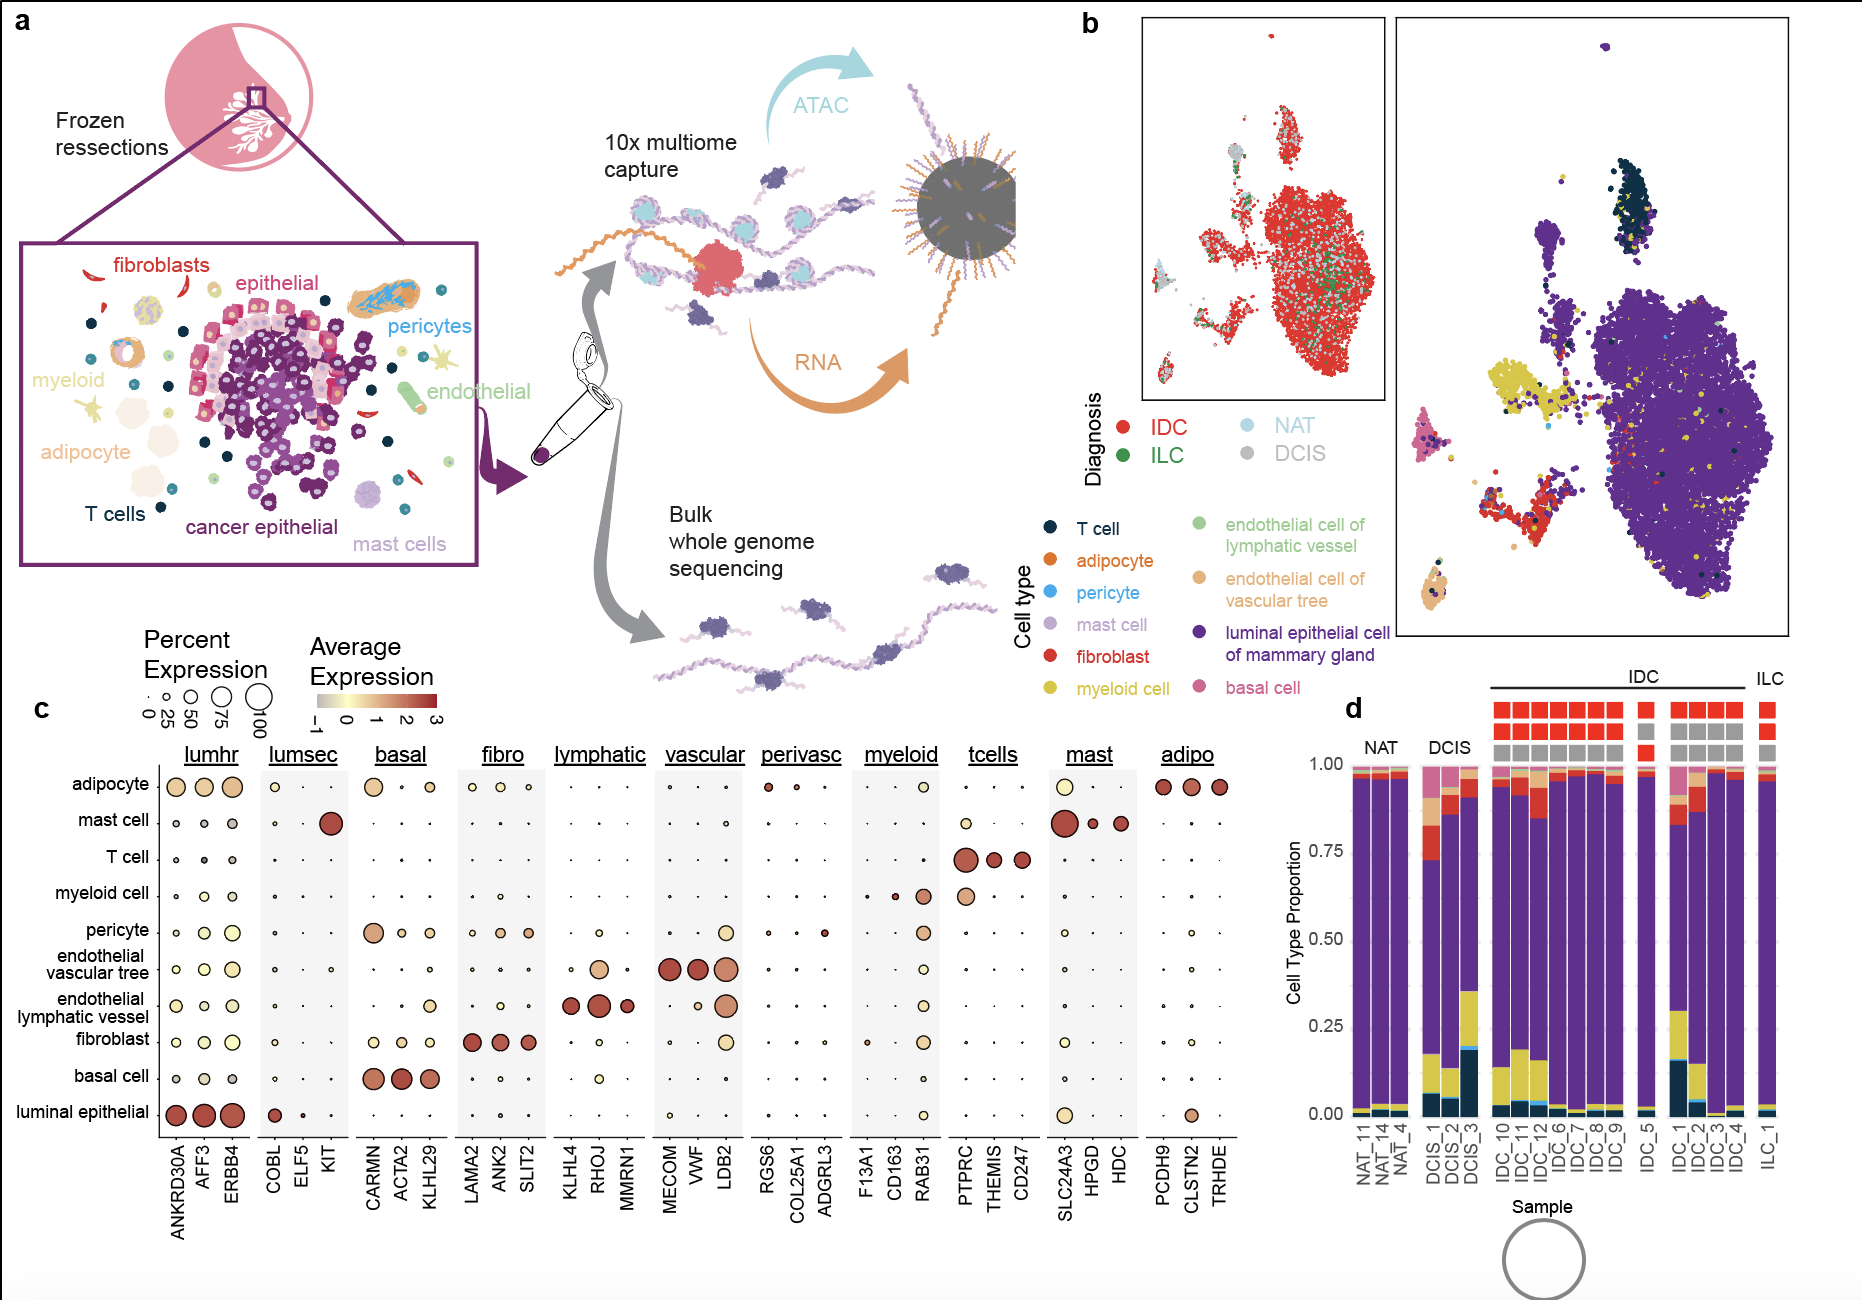 a
Frozen
ressections
fibroblasts
epithelial
pericytes
myeloid
endothelial
adipocyte
T cells
cancer epithelial
mast cells
10x multiome
capture
ATAC
RNA
Bulk
whole genome
sequencing
b
Diagnosis
IDC
NAT
ILC
DCIS
Cell type
T cell
adipocyte
pericyte
mast cell
fibroblast
myeloid cell
endothelial cell of
lymphatic vessel
endothelial cell of
vascular tree
luminal epithelial cell
of mammary gland
basal cell
c
Percent
Expression
0
25
50
75
100
Average
Expression
-1
0
1
2
3
lumhr
lumsec
basal
fibro
lymphatic
vascular
perivasc
myeloid
tcells
mast
adipo
adipocyte
mast cell
T cell
myeloid cell
pericyte
endothelial
vascular tree
endothelial
lymphatic vessel
fibroblast
basal cell
luminal epithelial
ANKRD30A
AFF3
ERBB4
COBL
ELF5
KIT
CARMN
ACTA2
KLHL29
LAMA2
ANK2
SLIT2
KLHL4
RHOJ
MMRN1
MECOM
VWF
LDB2
RGS6
COL25A1
ADGRL3
F13A1
CD163
RAB31
PTPRC
THEMIS
CD247
SLC24A3
HPGD
HDC
PCDH9
CLSTN2
TRHDE
d
IDC
ILC
NAT
DCIS
Cell Type Proportion
1.00
0.75
0.50
0.25
0.00
NAT_11
NAT_14
NAT_4
DCIS_1
DCIS_2
DCIS_3
IDC_10
IDC_11
IDC_12
IDC_6
IDC_7
IDC_8
IDC_9
IDC_5
IDC_1
IDC_2
IDC_3
IDC_4
ILC_1
Sample